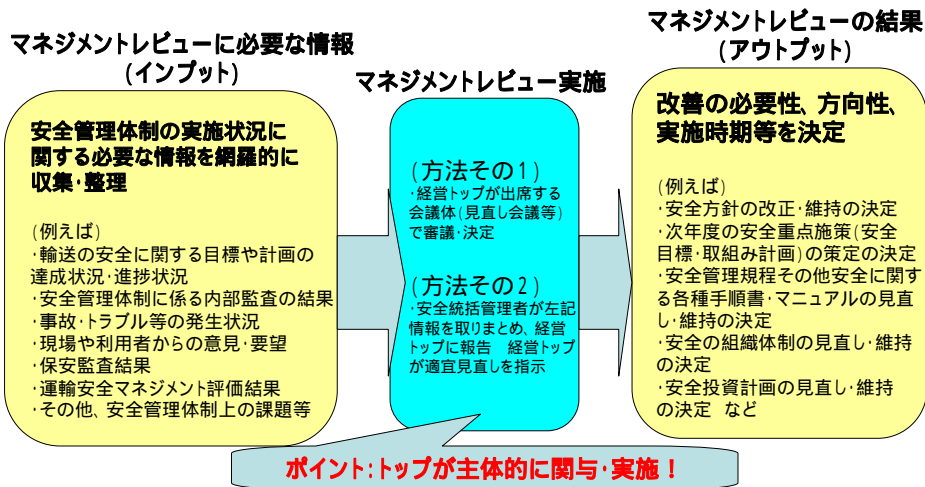 マネジメントレビューに必要な情報
(インプット)
安全管理体制の実施状況に
関する必要な情報を網羅的に
収集・整理
(例えば)
・輸送の安全に関する目標や計画の
達成状況・進捗状況
・安全管理体制に係る内部監査の結果
・事故・トラブル等の発生状況
・現場や利用者からの意見・要望
・保安監査結果
・運輸安全マネジメント評価結果
・その他、安全管理体制上の課題等
マネジメントレビュー実施
(方法その1)
・経営トップが出席する
会議体(見直し会議等)
で審議・決定
(方法その2)
・安全統括管理者が左記
情報を取りまとめ、経営
トップに報告 経営トップ
が適宜見直しを指示
マネジメントレビューの結果
(アウトプット)
改善の必要性、方向性、
実施時期等を決定
(例えば)
・安全方針の改正・維持の決定
・次年度の安全重点施策(安全
目標・取組み計画)の策定の決定
・安全管理規程その他安全に関す
る各種手順書・マニュアルの見直
し・維持の決定
・安全の組織体制の見直し・維持
の決定
・安全投資計画の見直し・維持
の決定 など
ポイント:トップが主体的に関与・実施!